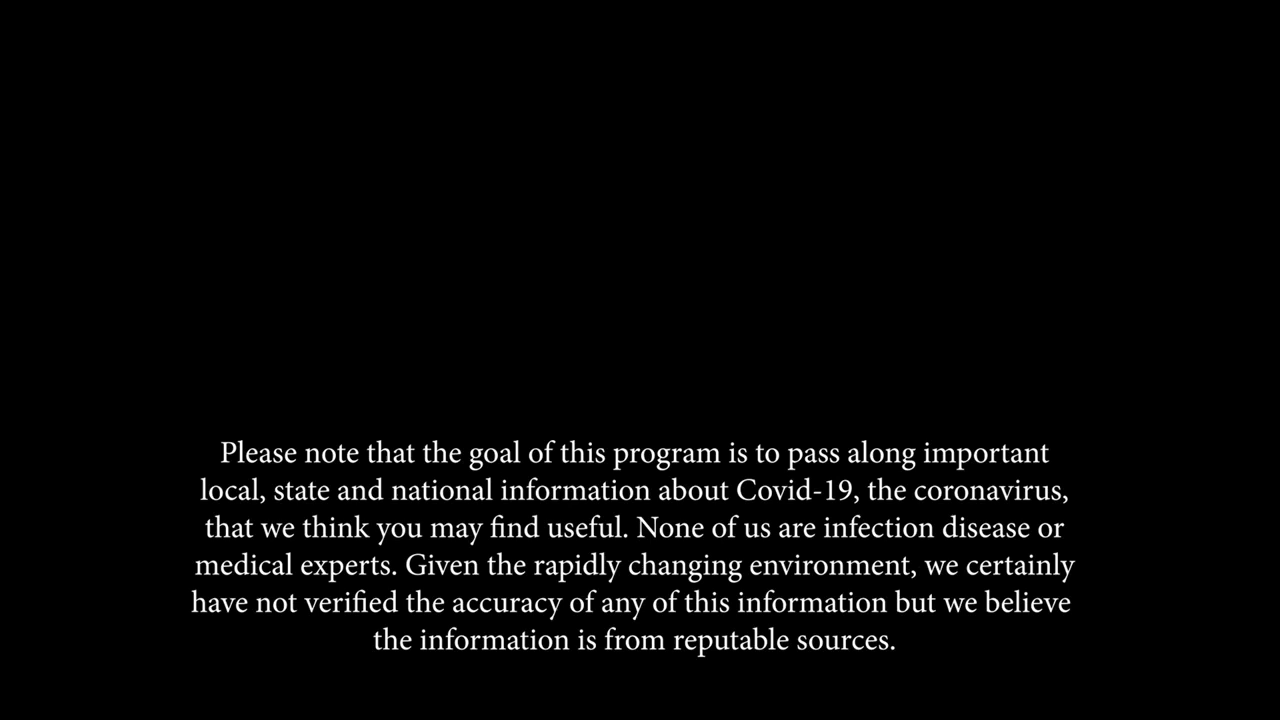 Please note that the goal of this program is to pass along important
local, state and national information about Covid-19, the coronavirus,
that we think you may find useful. None of us are infection disease or
medical experts. Given the rapidly changing environment, we certainly
have not verified the accuracy of any of this information but we believe
the information is from reputable sources.